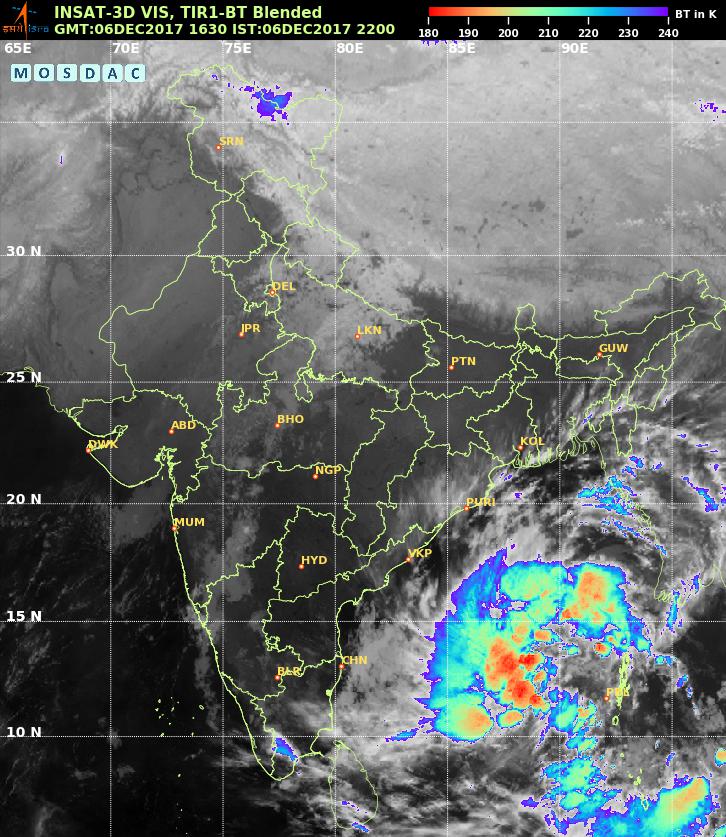 INSAT-3D VIS, TIR1-BT Blended
GMT:06DEC2017 1630 IST:06DEC2017 2200
BT in K
180 190 200 210 220 230 240
65E 70E 75E 80E 85E 90E
M O S D A C
SRN
30 N
DEL
JPR LKN
GUW
PTN
25 N
ABD BHO
DWK KOL
NGP
20 N PURI
MUM
VKP
HYD
15 N
CHN
BLR
10 N